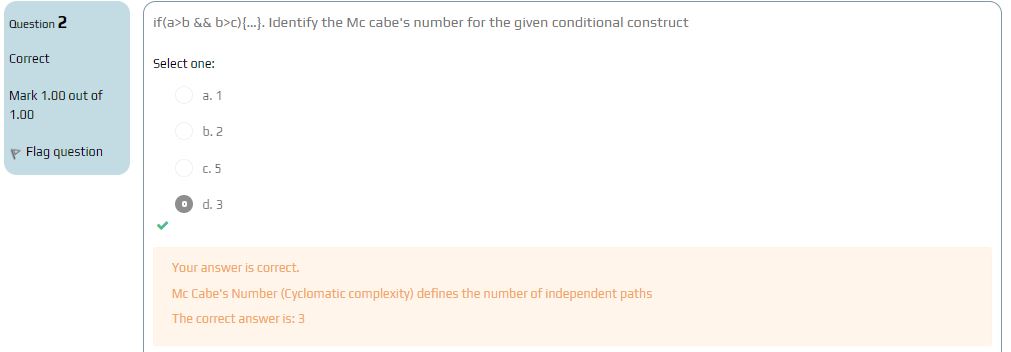 Question 2
Correct
Mark 1.00 out of
1.00
Flag question
if(a>b && b>c){...}. Identify the Mc cabe's number for the given conditional construct
Select one:
a. 1
b. 2
c. 5
d. 3
Your answer is correct.
Mc Cabe's Number (Cyclomatic complexity) defines the number of independent paths
The correct answer is: 3